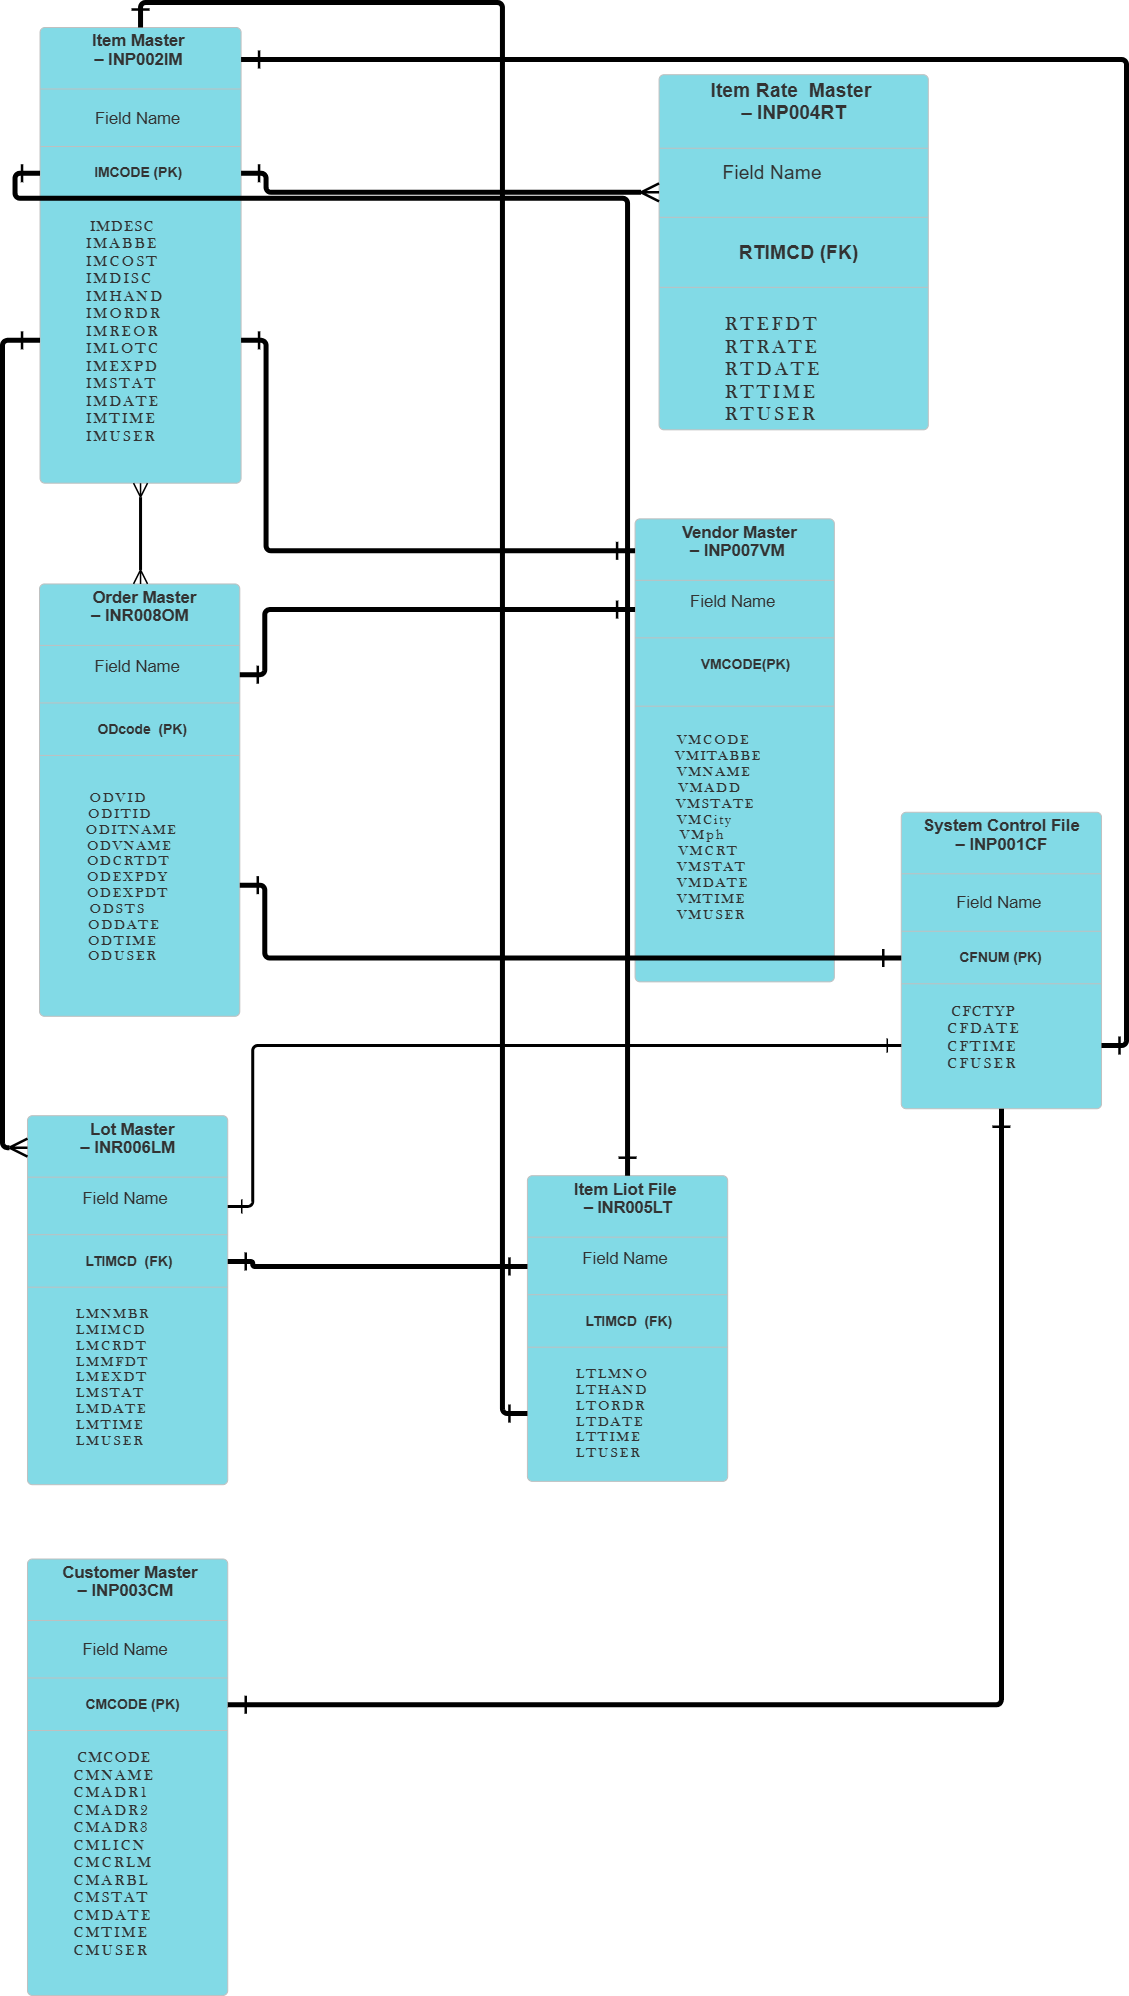 Item Master
– INP002IM
Field Name
IMCODE (PK)
IMDESC
IMABBE
IMCOST
IMDISC
IMHAND
IMORDR
IMREOR
IMLOTC
IMEXPD
IMSTAT
IMDATE
IMTIME
IMUSER
Item Rate  Master
– INP004RT
Field Name
RTIMCD (FK)
RTEFDT
RTRATE
RTDATE
RTTIME
RTUSER
Vendor Master
– INP007VM
Field Name
VMCODE(PK)
VMCODE
VMITABBE
VMNAME
VMADD
VMSTATE
VMCity
VMph
VMCRT
VMSTAT
VMDATE
VMTIME
VMUSER
Order Master
– INR008OM
Field Name
ODcode  (PK)
ODVID
ODITID
ODITNAME
ODVNAME
ODCRTDT
ODEXPDY
ODEXPDT
ODSTS
ODDATE
ODTIME
ODUSER
System Control File
– INP001CF
Field Name
CFNUM (PK)
CFCTYP
CFDATE
CFTIME
CFUSER
Lot Master
– INR006LM
Field Name
LTIMCD  (FK)
LMNMBR
LMIMCD
LMCRDT
LMMFDT
LMEXDT
LMSTAT
LMDATE
LMTIME
LMUSER
Item Liot File
– INR005LT
Field Name
LTIMCD  (FK)
LTLMNO
LTHAND
LTORDR
LTDATE
LTTIME
LTUSER
Customer Master
– INP003CM
Field Name
CMCODE (PK)
CMCODE
CMNAME
CMADR1
CMADR2
CMADR3
CMLICN
CMCRLM
CMARBL
CMSTAT
CMDATE
CMTIME
CMUSER